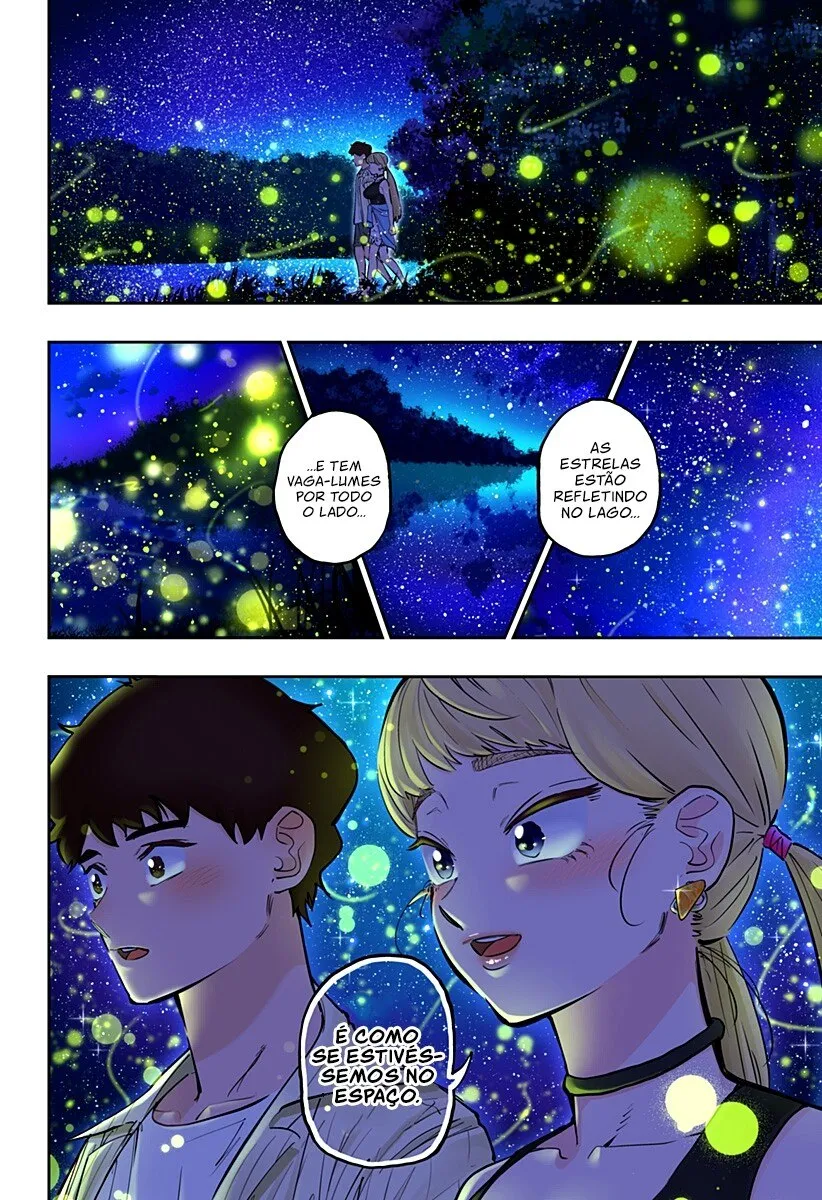 AS
ESTRELAS
ESTÃO
REFLETINDO
NO LAGO...
...E TEM
VAGA-LUMES
POR TODO
O LADO...
É COMO
SE ESTIVÉS-
SEMOS NO
ESPAÇO.